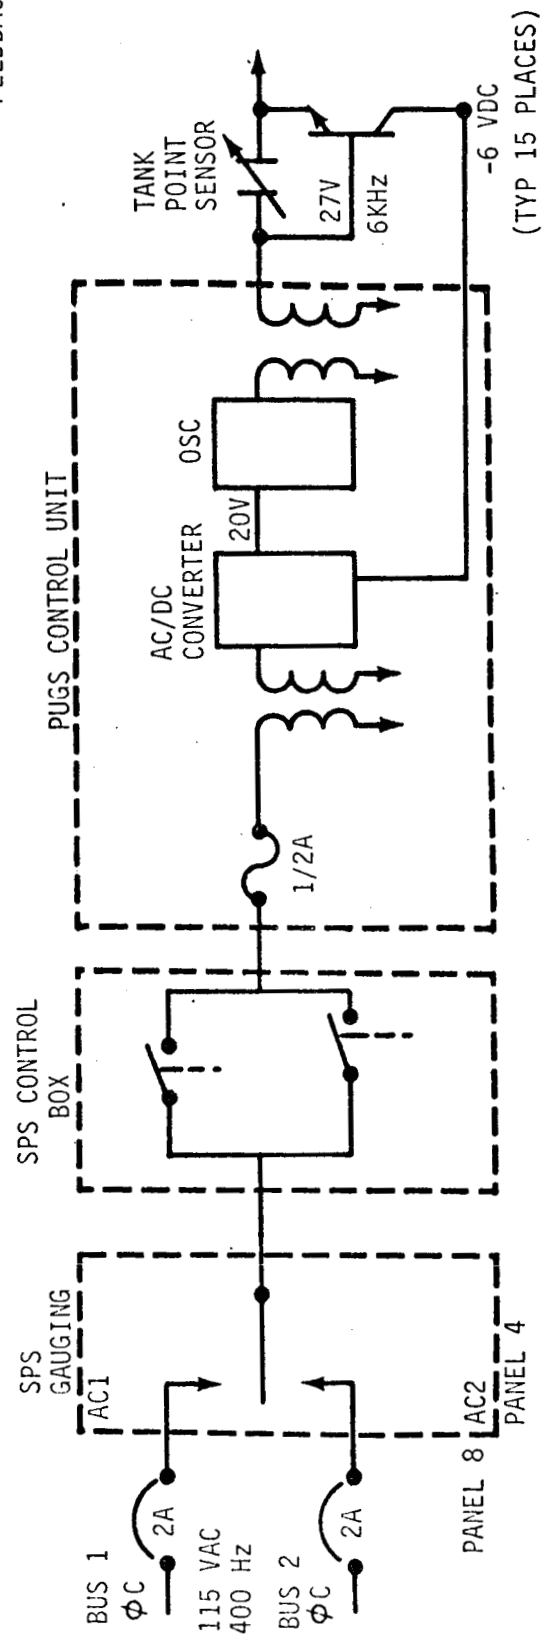 BUS 1
ϕC
2A
115 VAC
400 Hz
BUS 2
ϕC
2A
PANEL 8
SPS
GAUGING
AC1
AC2
PANEL 4
SPS CONTROL
BOX
PUGS CONTROL UNIT
1/2A
AC/DC
CONVERTER
20V
OSC
TANK
POINT
SENSOR
27V
6KHz
-6 VDC
(TYP 15 PLACES)